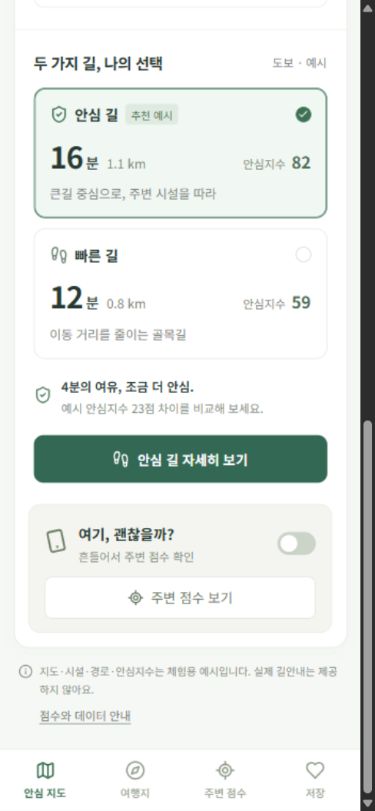 두 가지 길, 나의 선택
도보 · 예시
안심 길 추천 예시
16분 1.1 km
안심지수 82
큰길 중심으로, 주변 시설을 따라
빠른 길
12분 0.8 km
안심지수 59
이동 거리를 줄이는 골목길
4분의 여유, 조금 더 안심.
예시 안심지수 23점 차이를 비교해 보세요.
안심 길 자세히 보기
여기, 괜찮을까?
흔들어서 주변 점수 확인
주변 점수 보기
지도·시설·경로·안심지수는 체험용 예시입니다. 실제 길안내는 제공
하지 않아요.
점수와 데이터 안내
안심 지도
여행지
주변 점수
저장